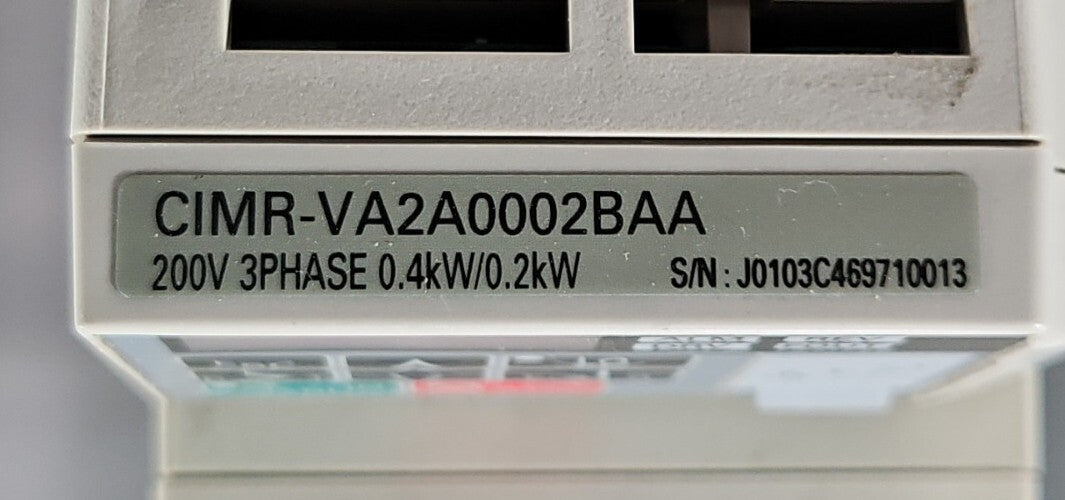 CIMR-VA2A0002BAA
200V 3PHASE 0.4kW/0.2kW S/N : J0103C469710013